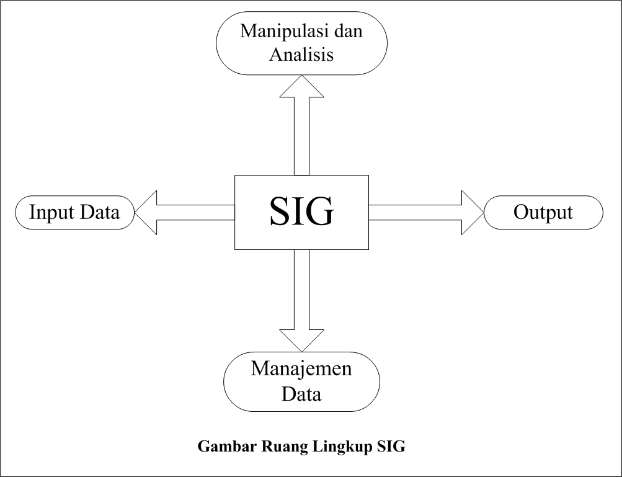 Manipulasi dan
Analisis
Input Data
SIG
Output
Manajemen
Data
Gambar Ruang Lingkup SIG